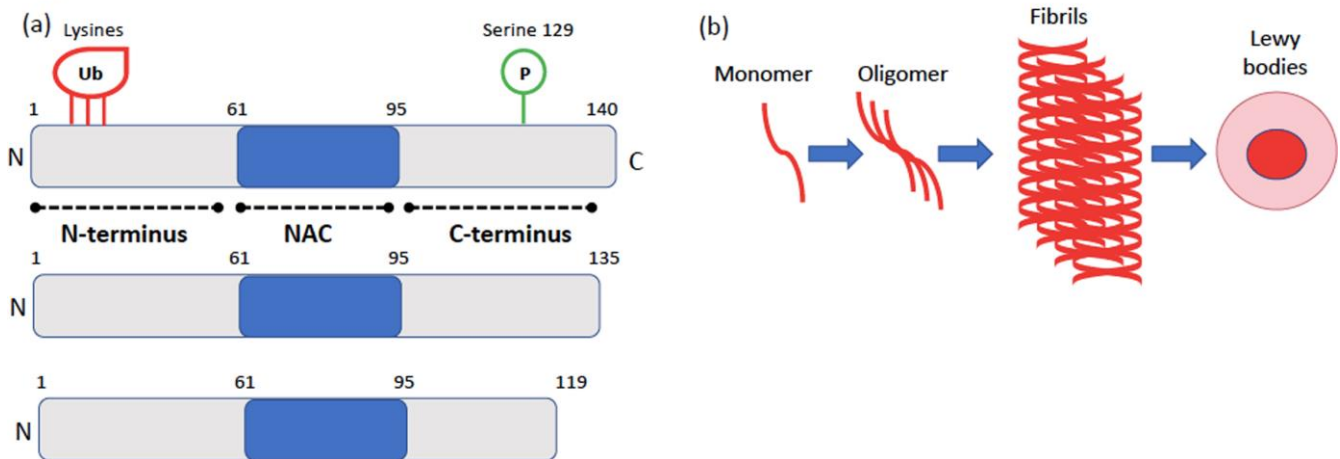 (a)
Lysines
Serine 129
Ub
P
1 61 95 140
N
C
N-terminus NAC C-terminus
1 61 95 135
N
1 61 95 119
N
(b)
Monomer
Oligomer
Fibrils
Lewy
bodies